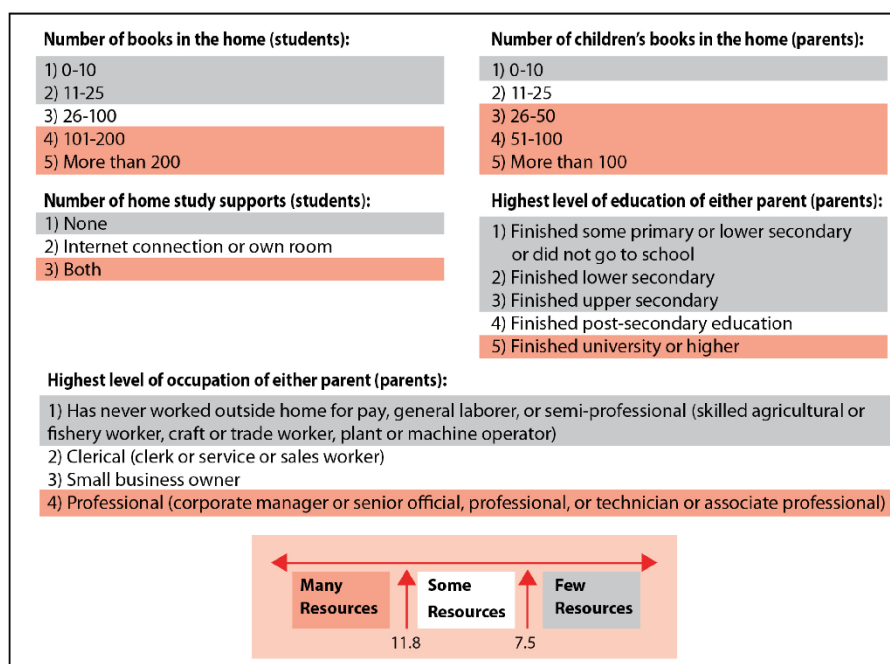 Number of books in the home (students):
1) 0-10
2) 11-25
3) 26-100
4) 101-200
5) More than 200
Number of children’s books in the home (parents):
1) 0-10
2) 11-25
3) 26-50
4) 51-100
5) More than 100
Number of home study supports (students):
1) None
2) Internet connection or own room
3) Both
Highest level of education of either parent (parents):
1) Finished some primary or lower secondary
or did not go to school
2) Finished lower secondary
3) Finished upper secondary
4) Finished post-secondary education
5) Finished university or higher
Highest level of occupation of either parent (parents):
1) Has never worked outside home for pay, general laborer, or semi-professional (skilled agricultural or
fishery worker, craft or trade worker, plant or machine operator)
2) Clerical (clerk or service or sales worker)
3) Small business owner
4) Professional (corporate manager or senior official, professional, or technician or associate professional)
Many
Resources
Some
Resources
Few
Resources
11.8
7.5